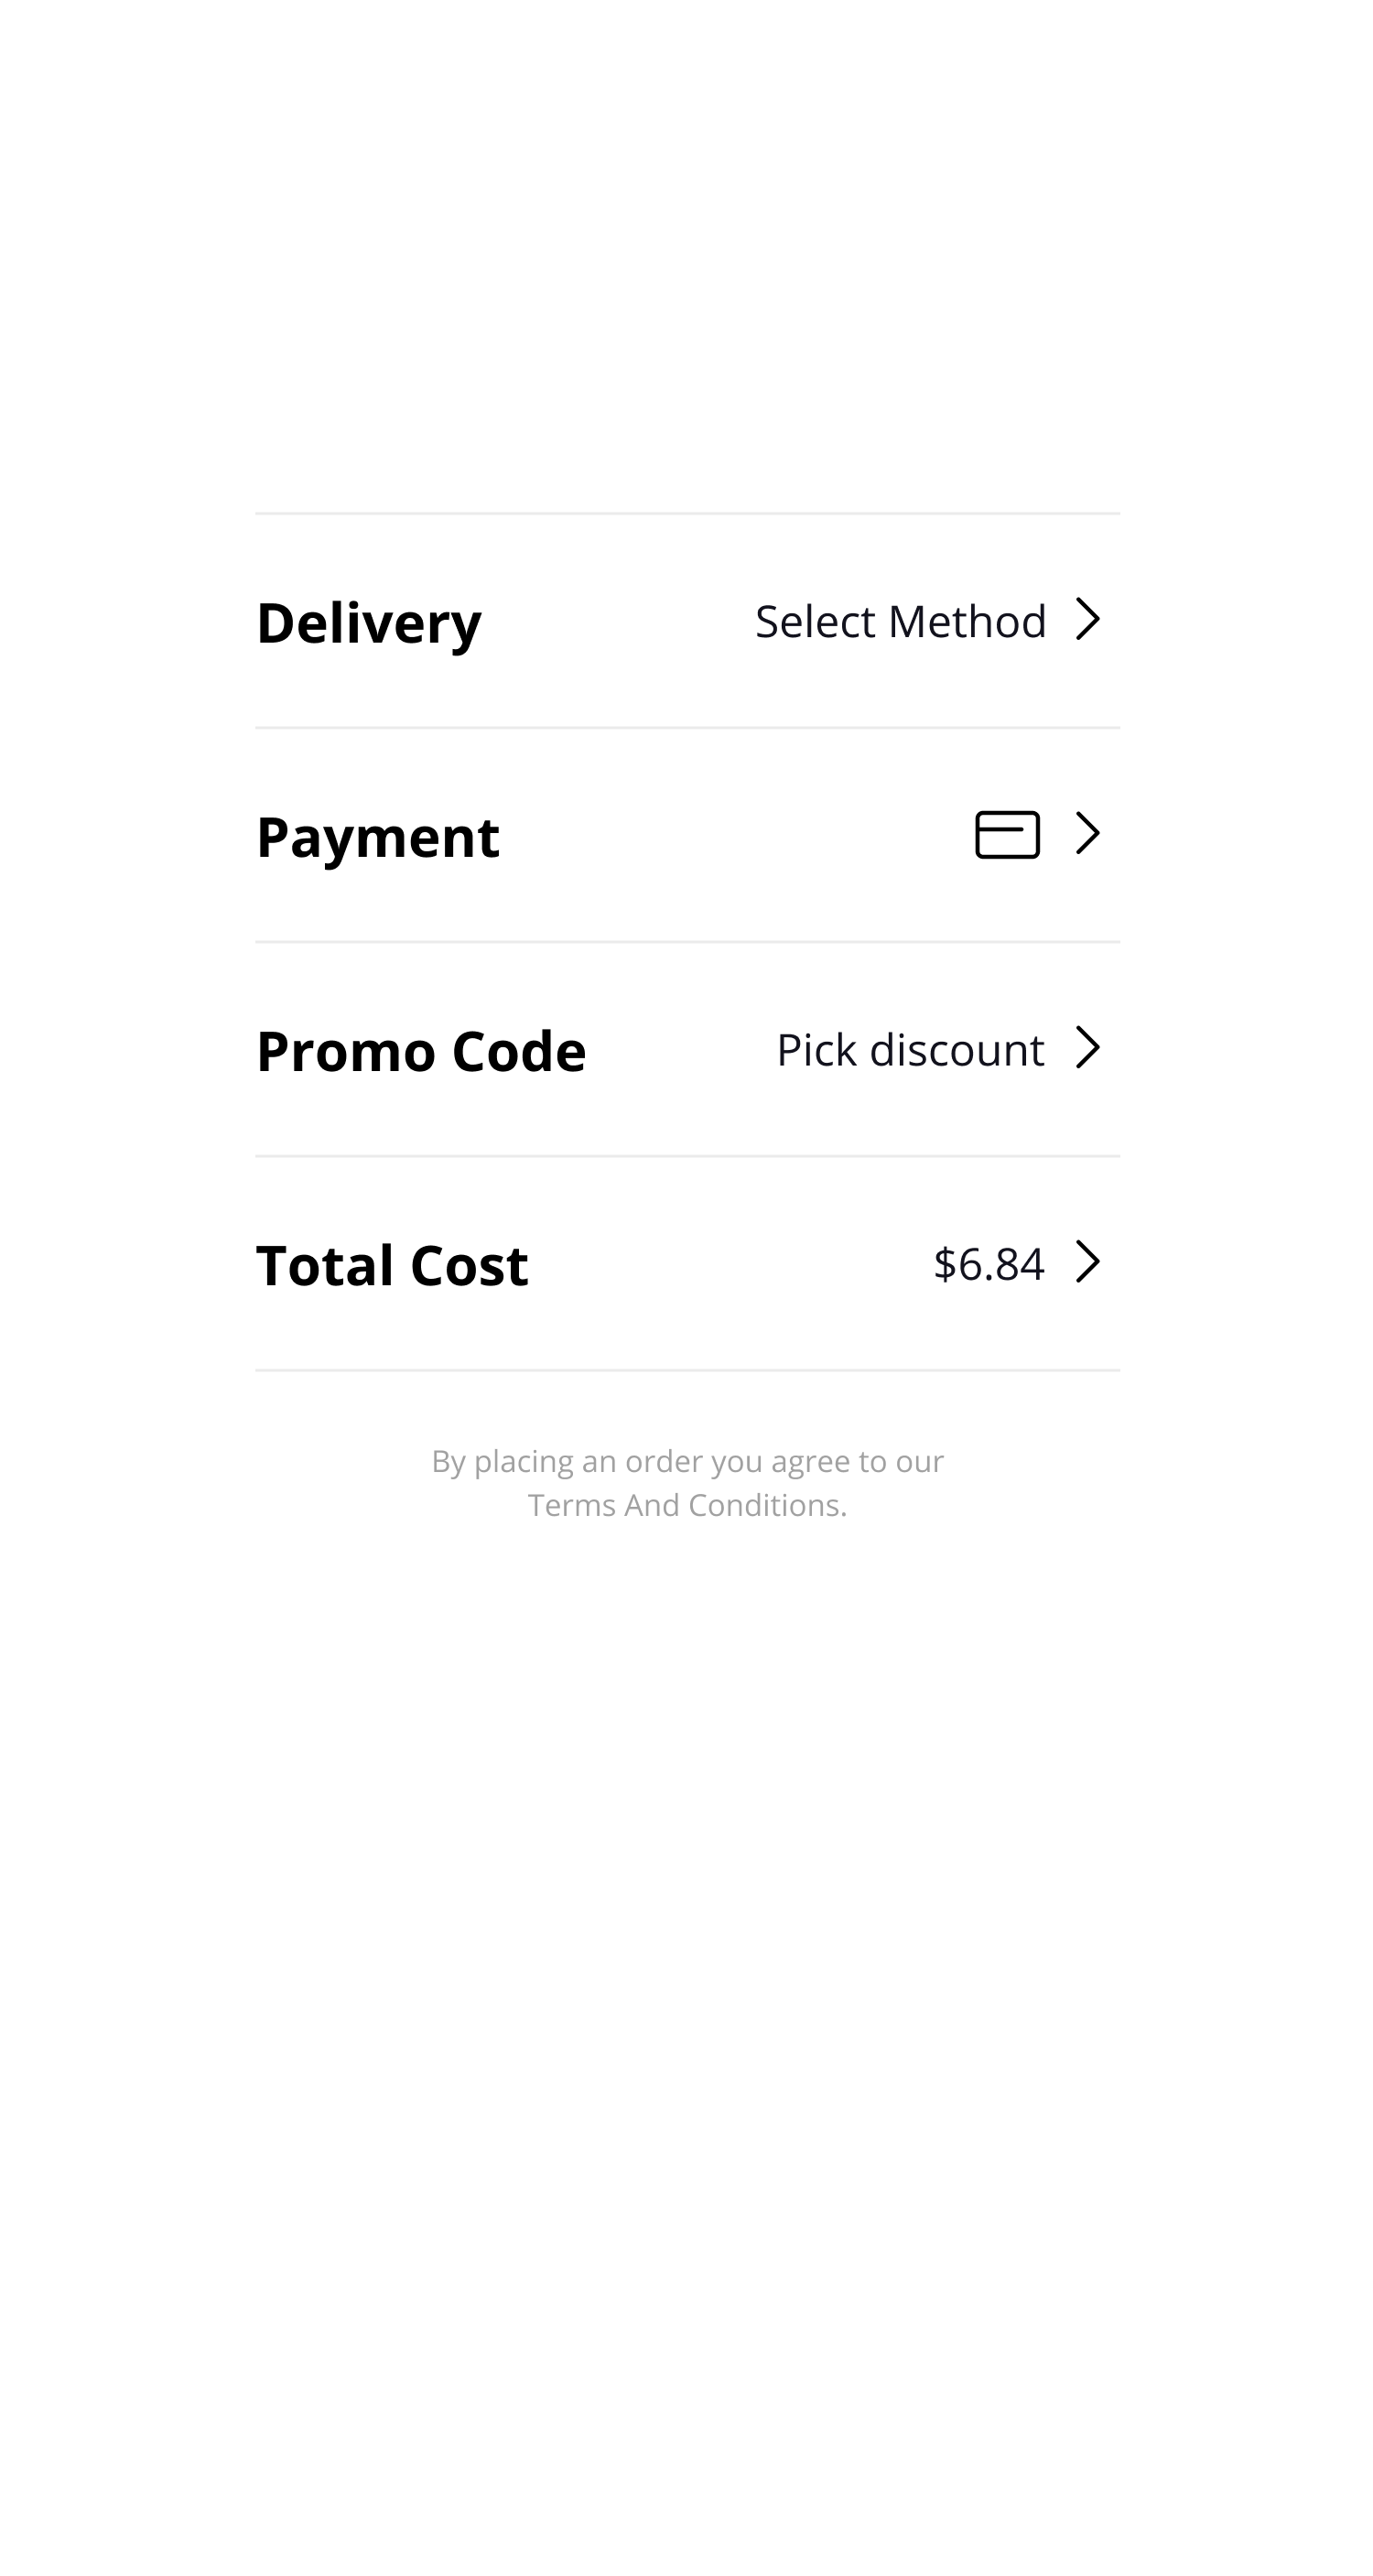 Delivery Select Method
Payment
Promo Code Pick discount
Total Cost $6.84
By placing an order you agree to our
Terms And Conditions.